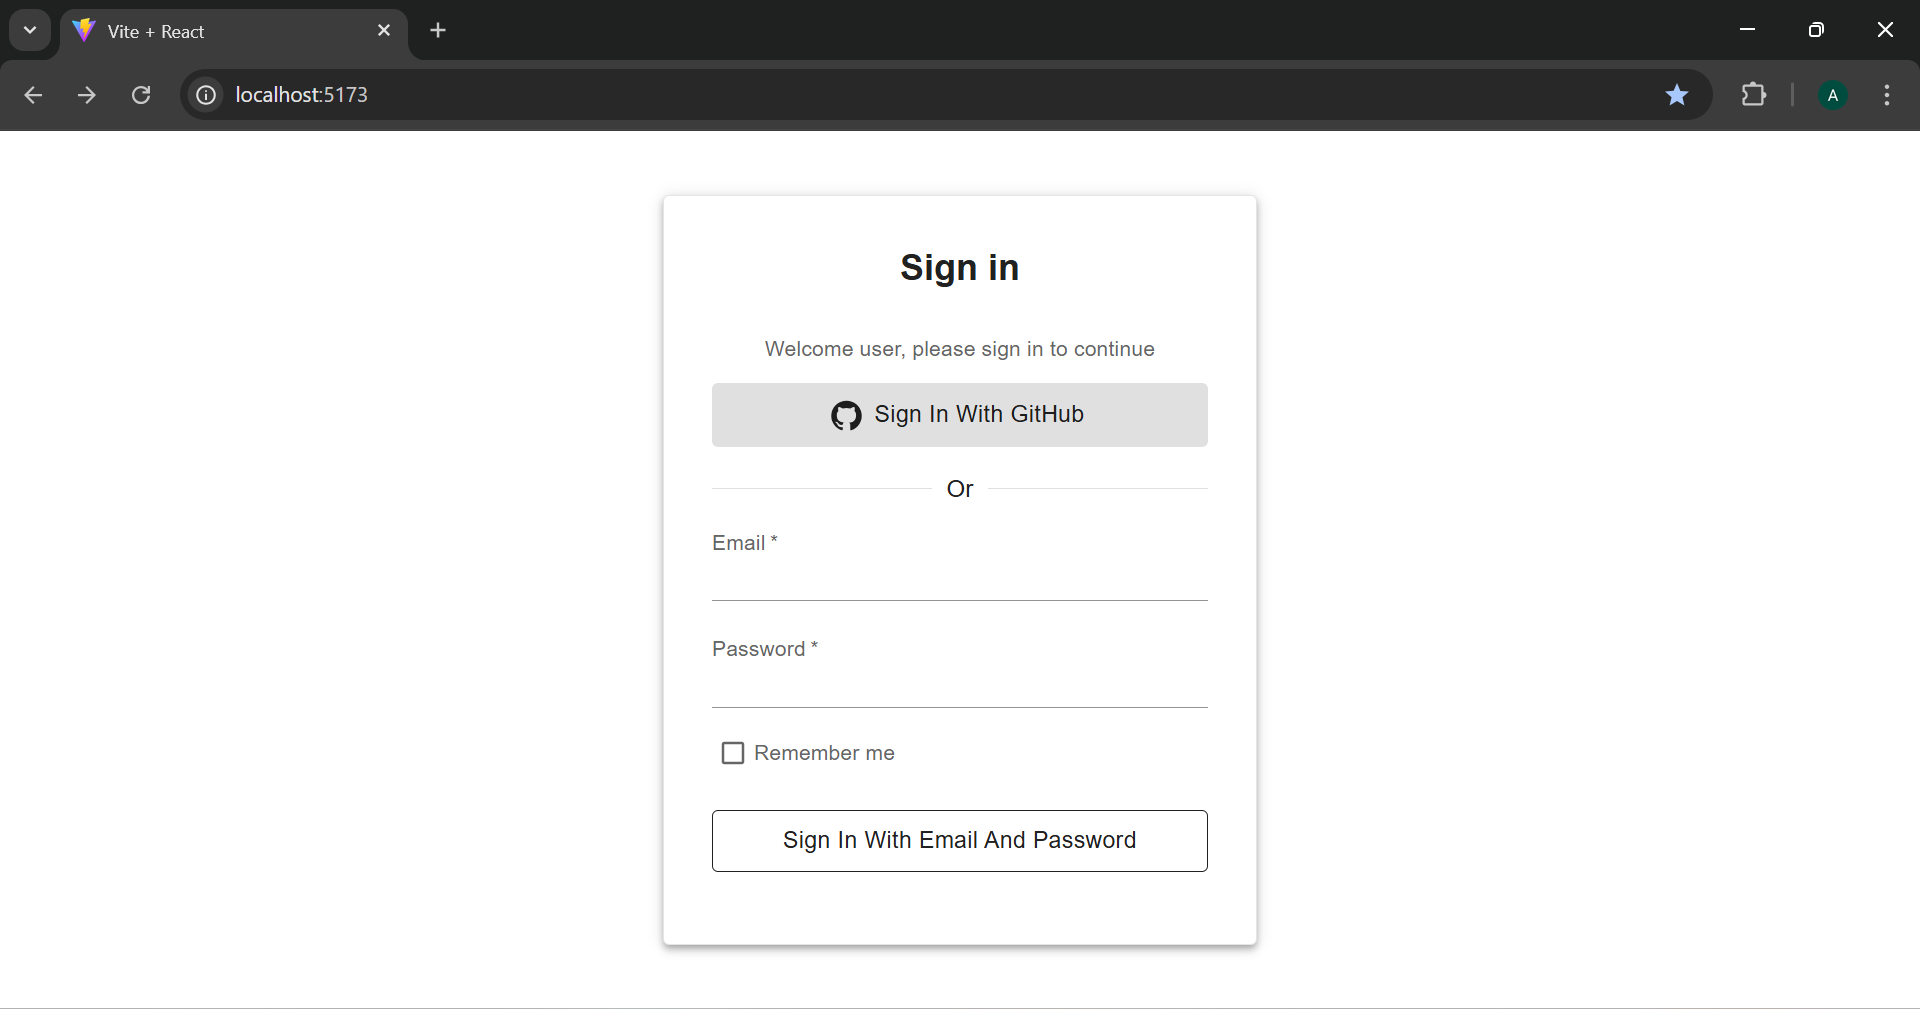 Vite + React
localhost:5173
A
Sign in
Welcome user, please sign in to continue
Sign In With GitHub
Or
Email *
Password *
Remember me
Sign In With Email And Password